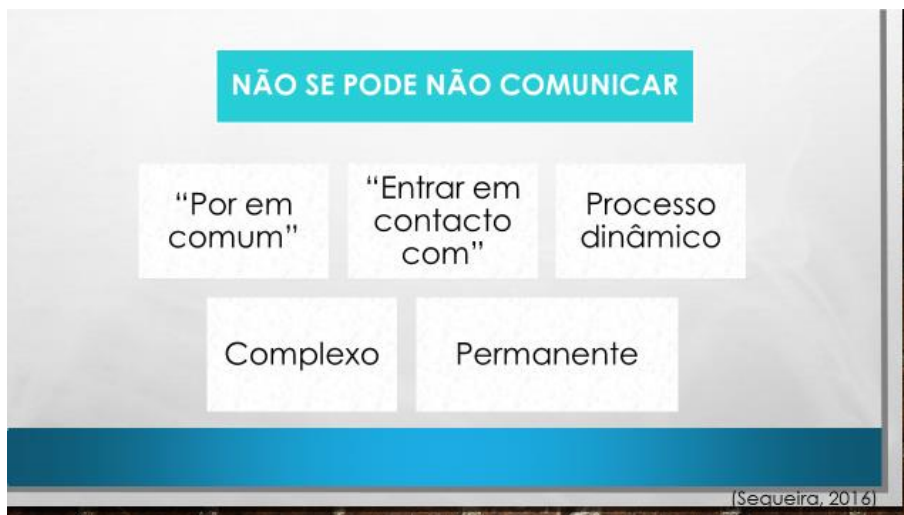 NÃO SE PODE NÃO COMUNICAR
“Por em
comum”
“Entrar em
contacto
com”
Processo
dinâmico
Complexo
Permanente
(Sequeira, 2016)